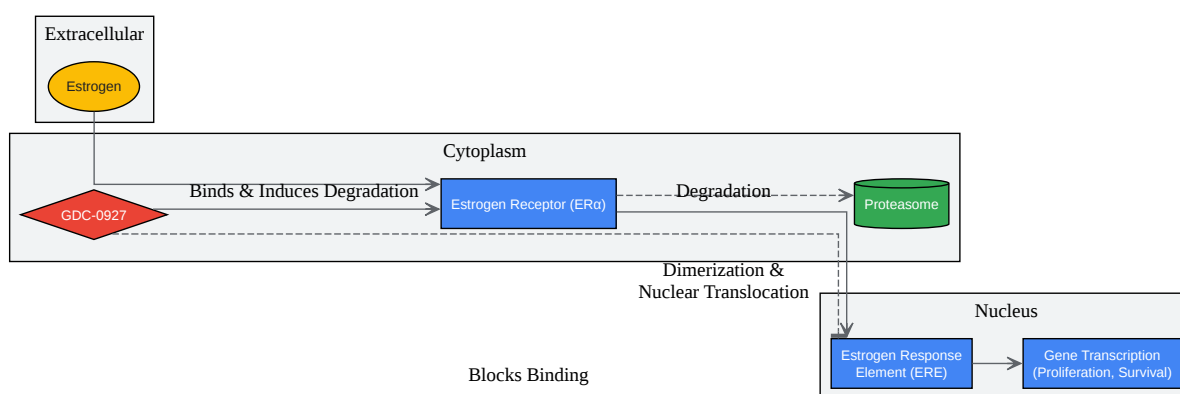 Extracellular
Estrogen
Cytoplasm
Binds & Induces Degradation
Degradation
GDC-0927
Estrogen Receptor (ERα)
Proteasome
Dimerization &
Nuclear Translocation
Nucleus
Estrogen Response
Element (ERE)
Gene Transcription
(Proliferation, Survival)
Blocks Binding